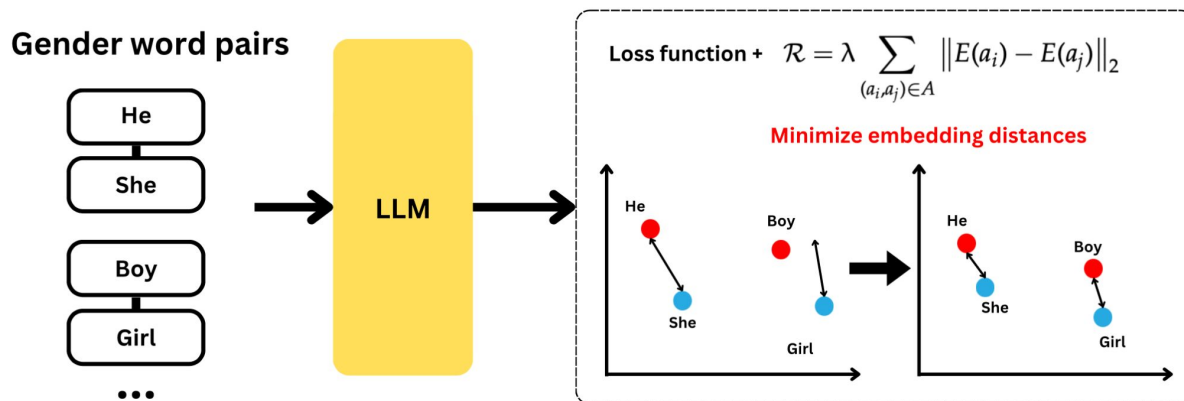 Gender word pairs
He
She
Boy
Girl
...
LLM
Loss function + R = λ ∑_{(a_i,a_j)∈A} ||E(a_i) − E(a_j)||_2
Minimize embedding distances
He
She
Boy
Girl
He
She
Boy
Girl